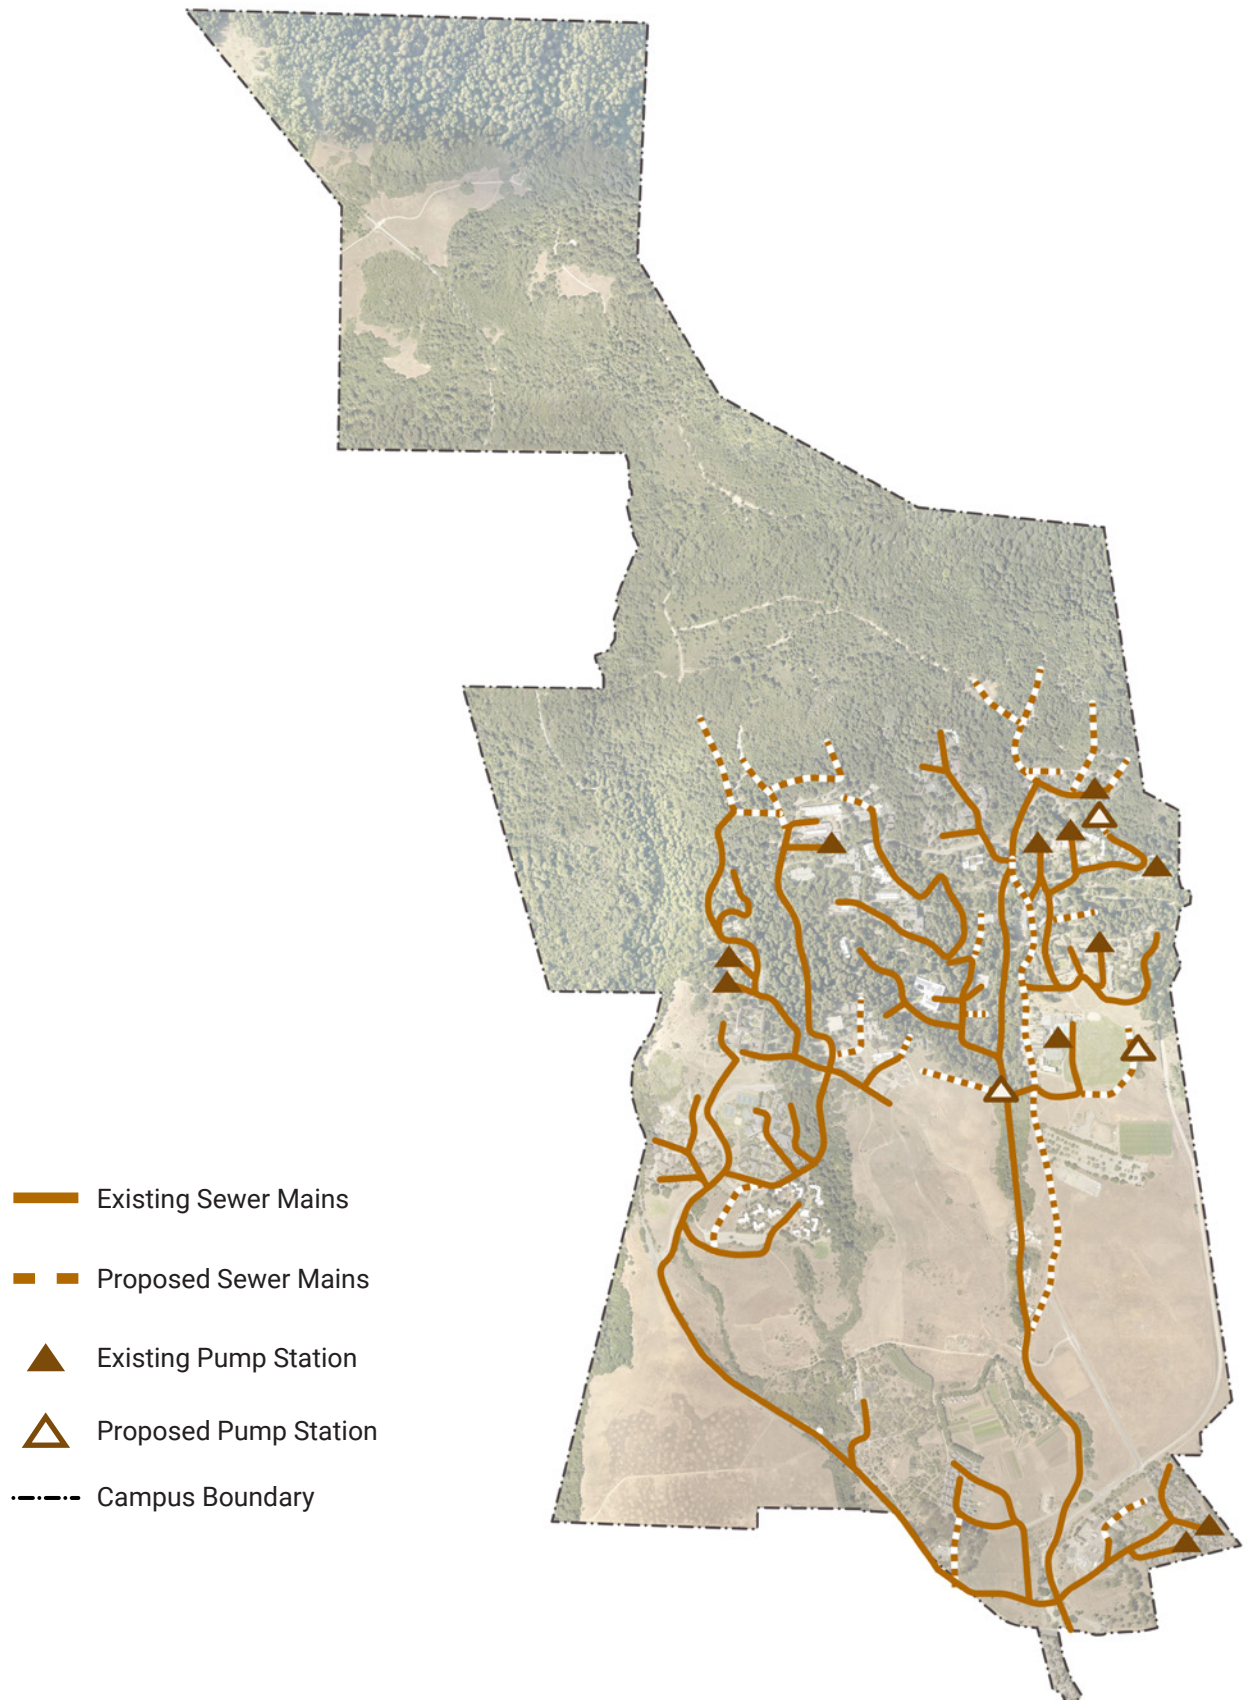 Existing Sewer Mains
Proposed Sewer Mains
Existing Pump Station
Proposed Pump Station
Campus Boundary